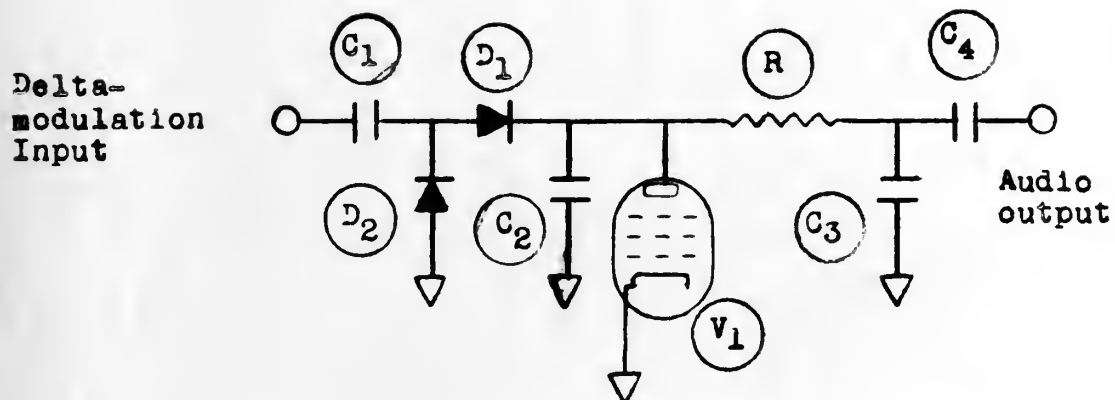 Delta-
modulation
Input
C1
D1
R
C4
D2
C2
V1
C3
Audio
output